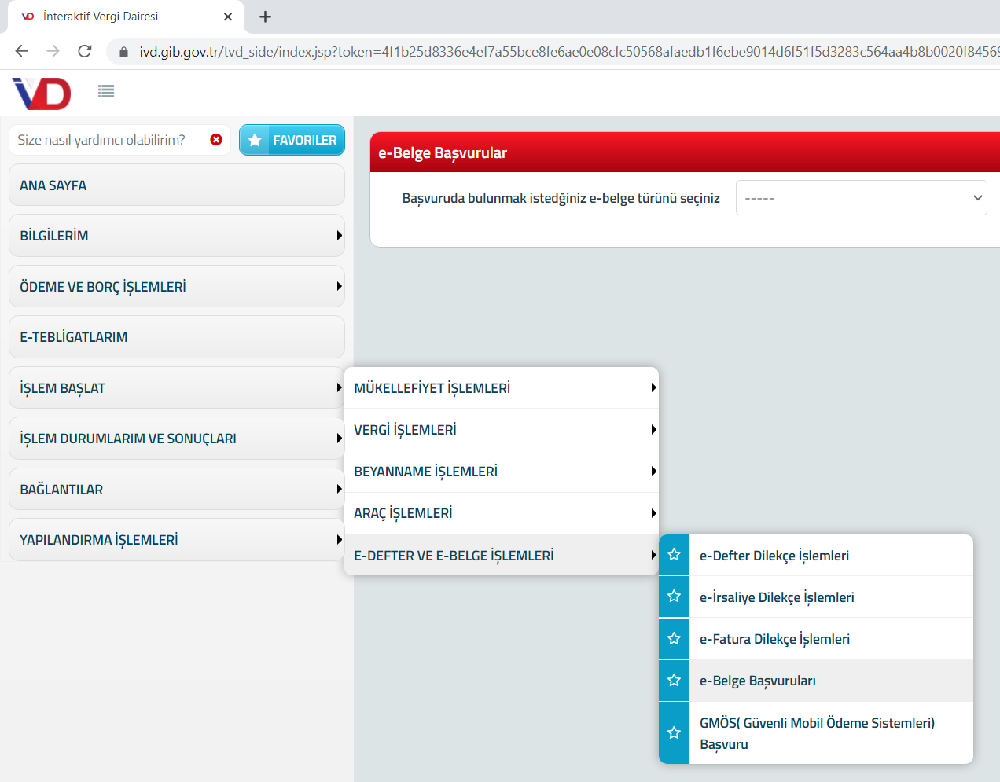 İnteraktif Vergi Dairesi
ivd.gib.gov.tr/tvd_side/index.jsp?token=4f1b25d8336e4ef7a55bce8fe6ae0e08cfc50568afaedb1f6ebe9014d6f51f5d3283c564aa4b8b0020f84569
İVD
Size nasıl yardımcı olabilirim?
FAVORILER
ANA SAYFA
BİLGİLERİM
ÖDEME VE BORÇ İŞLEMLERİ
E-TEBLİGATLARIM
İŞLEM BAŞLAT
İŞLEM DURUMLARIM VE SONUÇLARI
BAĞLANTILAR
YAPILANDIRMA İŞLEMLERİ
e-Belge Başvurular
Başvuruda bulunmak istedğiniz e-belge türünü seçiniz
-----
MÜKELLEFİYET İŞLEMLERİ
VERGİ İŞLEMLERİ
BEYANNAME İŞLEMLERİ
ARAÇ İŞLEMLERİ
E-DEFTER VE E-BELGE İŞLEMLERİ
e-Defter Dilekçe İşlemleri
e-İrsaliye Dilekçe İşlemleri
e-Fatura Dilekçe İşlemleri
e-Belge Başvuruları
GMÖS( Güvenli Mobil Ödeme Sistemleri)
Başvuru